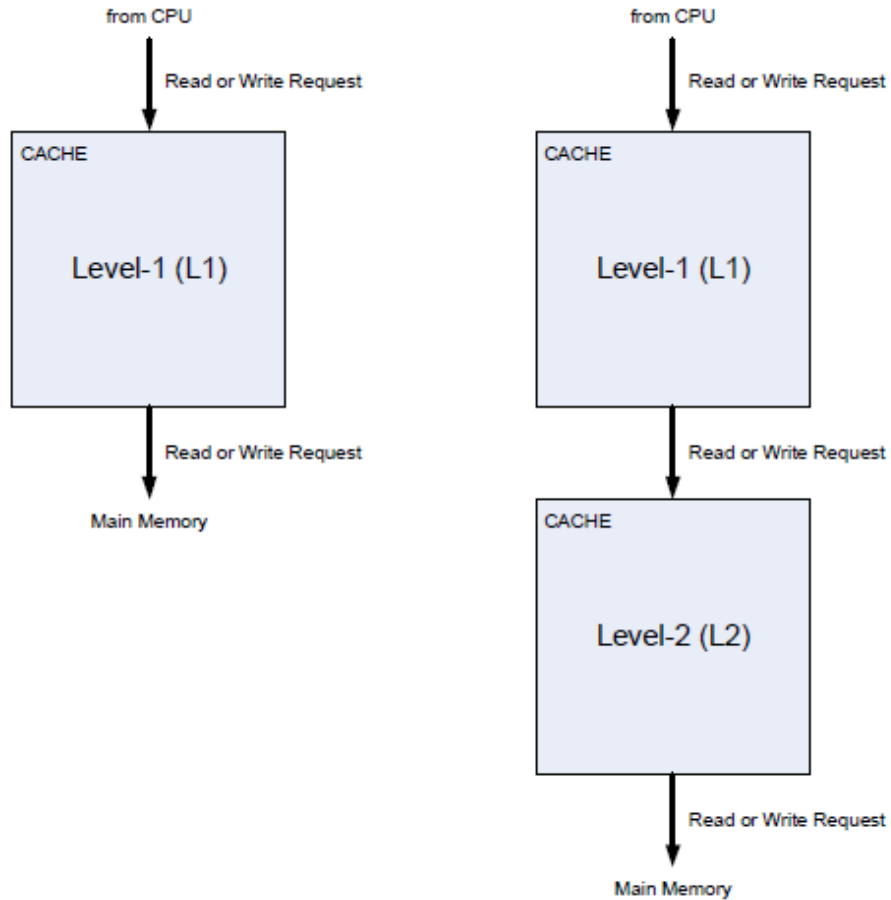 from CPU
Read or Write Request
CACHE
Level-1 (L1)
Read or Write Request
Main Memory
from CPU
Read or Write Request
CACHE
Level-1 (L1)
Read or Write Request
CACHE
Level-2 (L2)
Read or Write Request
Main Memory